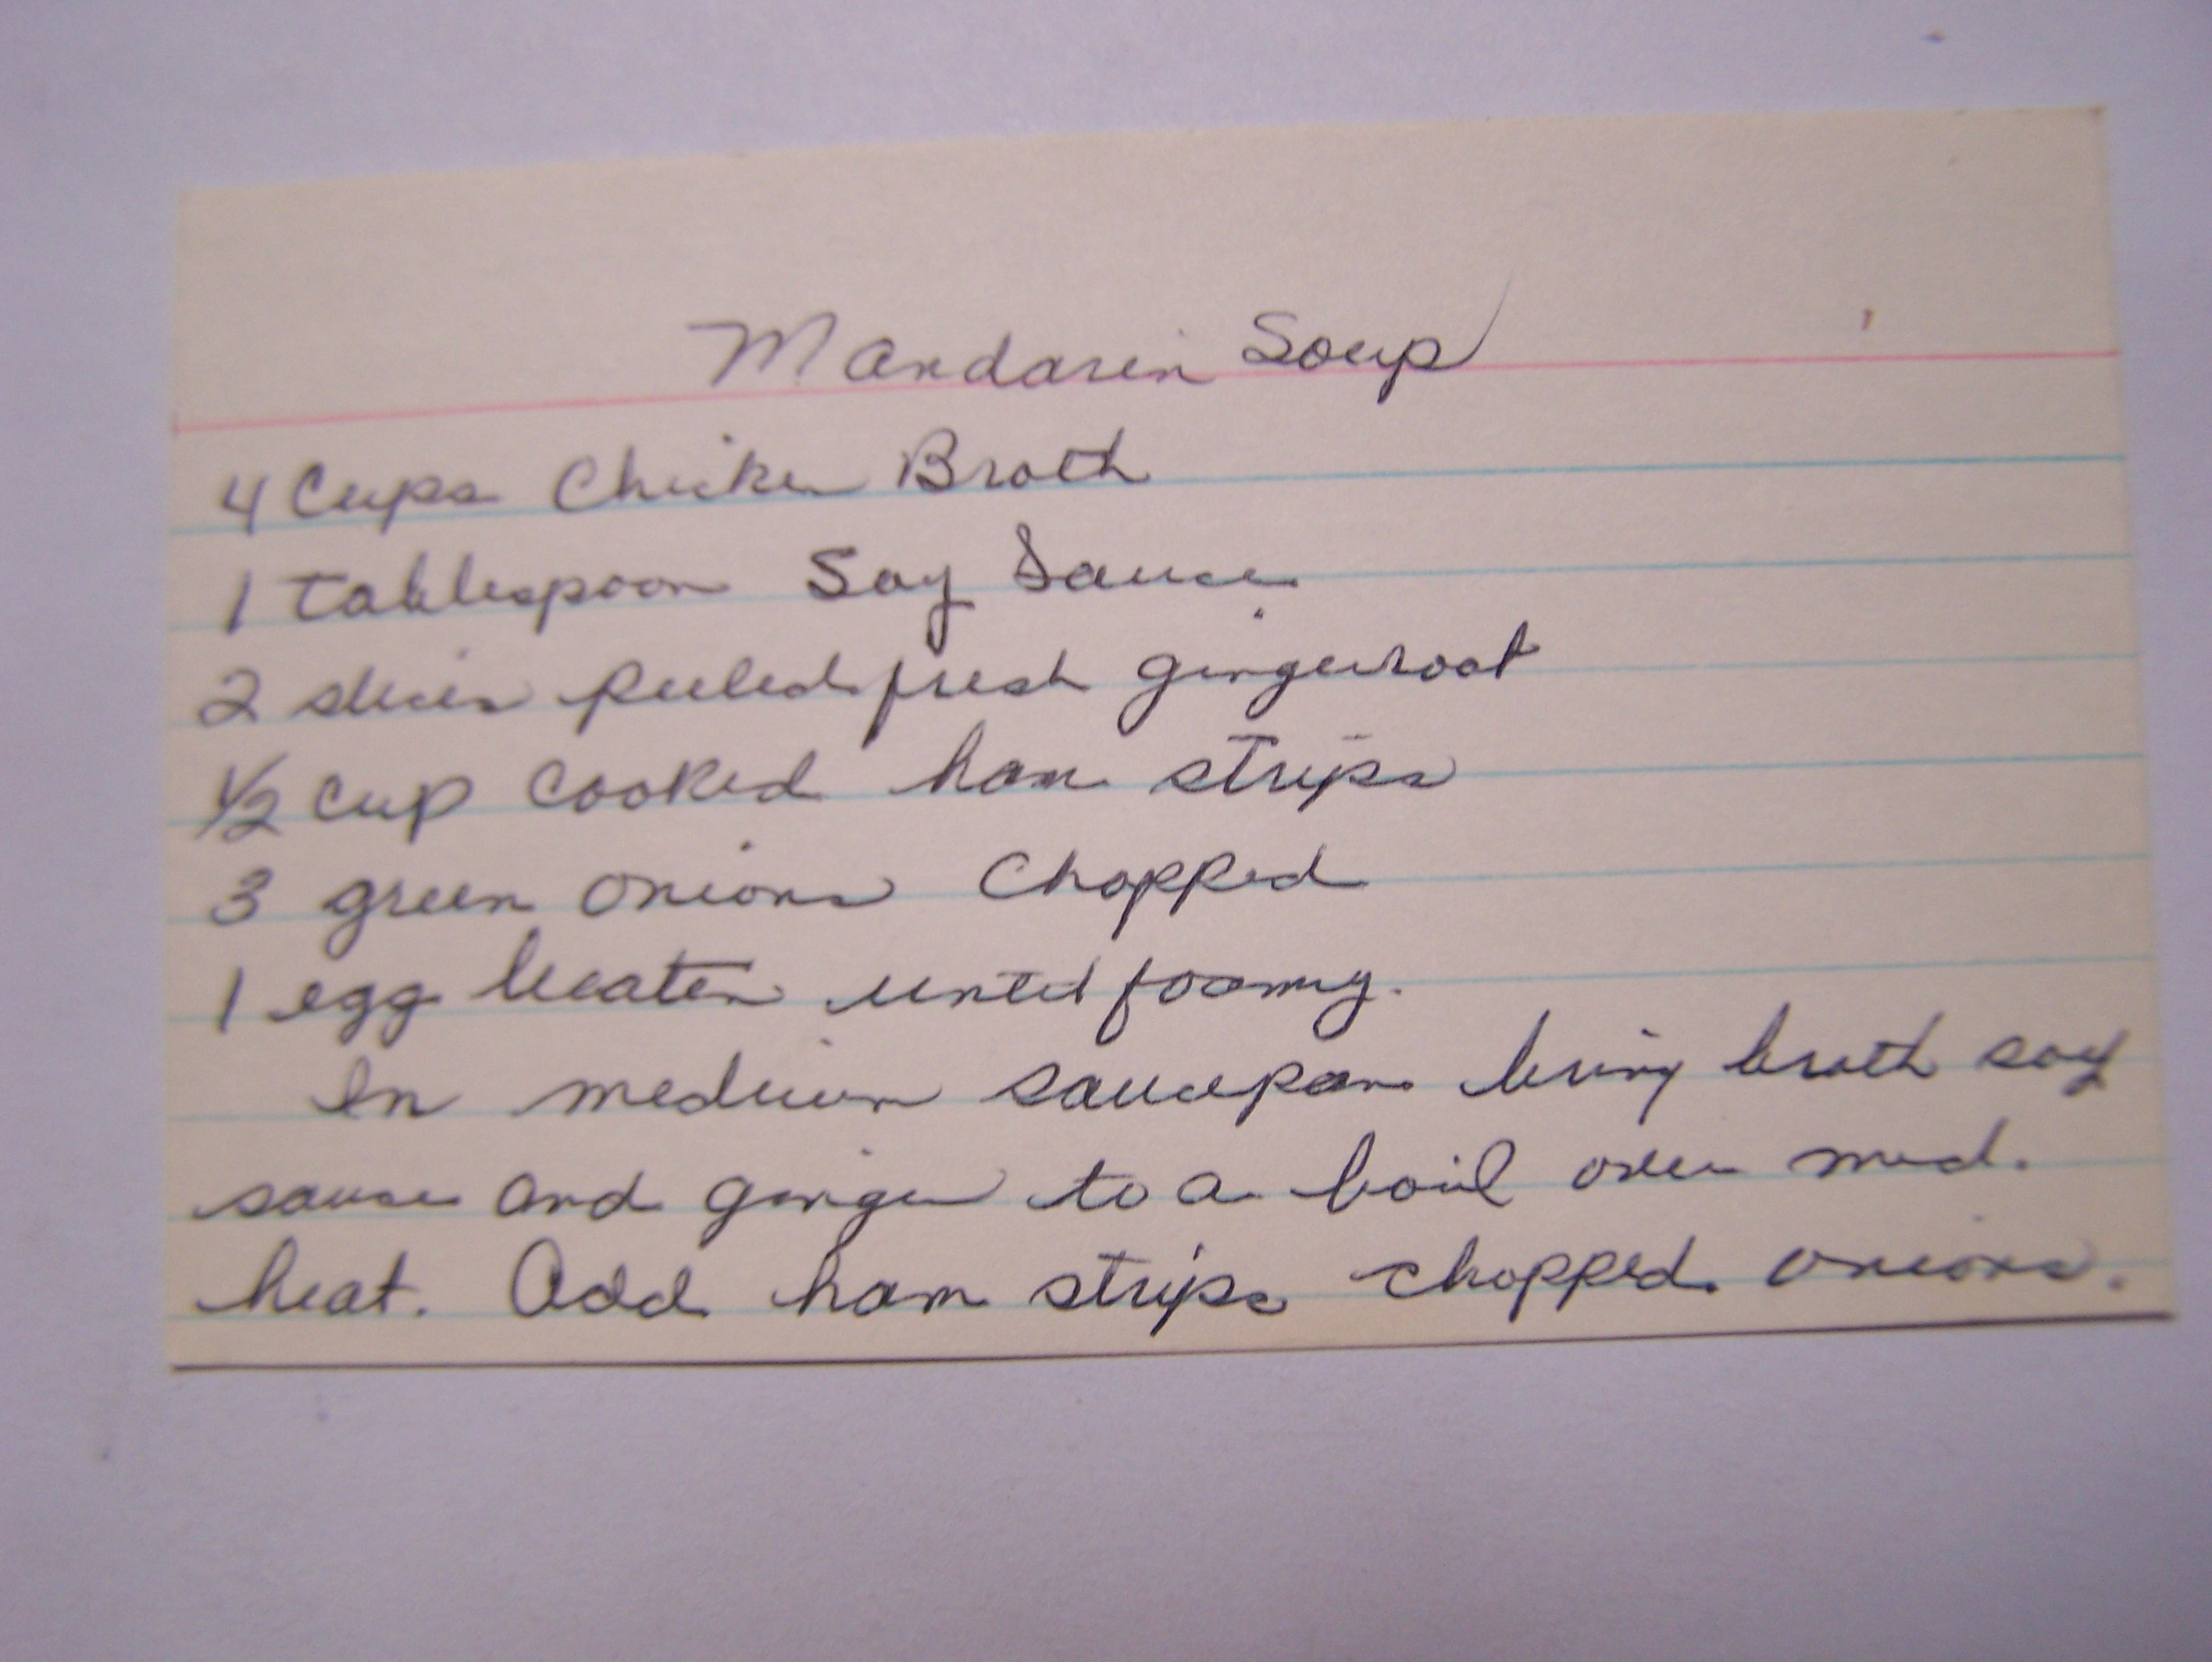 Mandarin Soup
4 Cups Chicken Broth
1 tablespoon Soy Sauce
2 slices peeled fresh gingerroot
1/2 cup cooked ham strips
3 green onions chopped
1 egg beaten until foamy.
In medium saucepan bring broth soy
sauce and ginger to a boil over med.
heat. Add ham strips chopped onions.